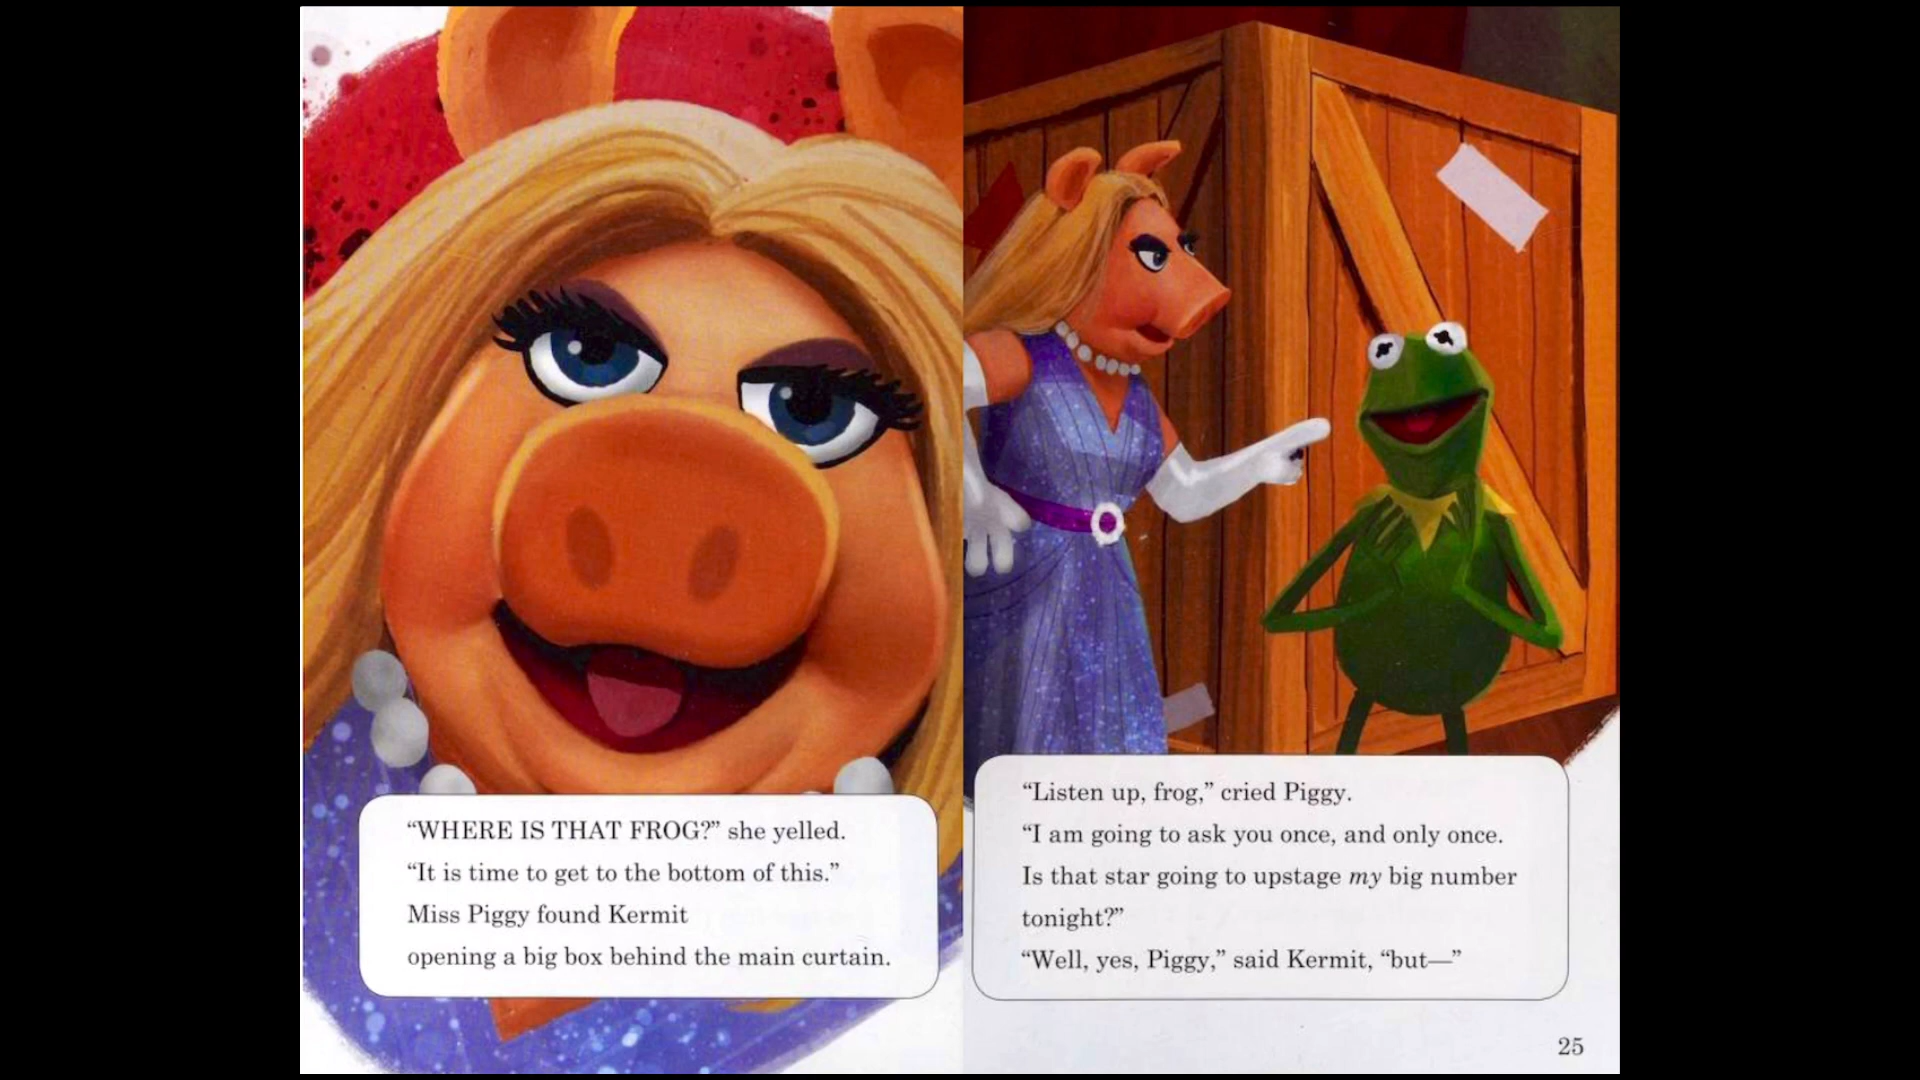 “WHERE IS THAT FROG?” she yelled.
“It is time to get to the bottom of this.”
Miss Piggy found Kermit
opening a big box behind the main curtain.
“Listen up, frog,” cried Piggy.
“I am going to ask you once, and only once.
Is that star going to upstage my big number
tonight?”
“Well, yes, Piggy,” said Kermit, “but—”
25